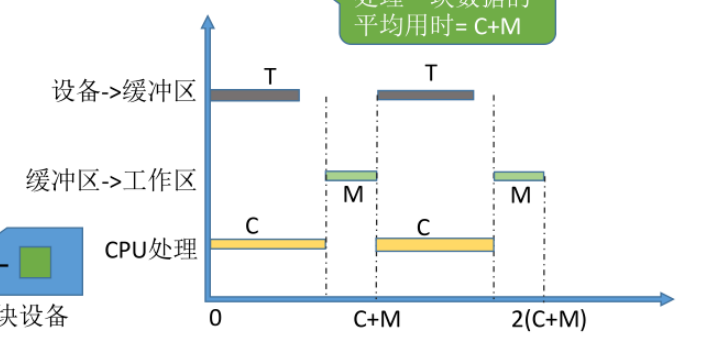 处理一块数据的
平均用时= C+M
T
T
设备->缓冲区
缓冲区->工作区
M
M
C
C
CPU处理
块设备
0
C+M
2(C+M)